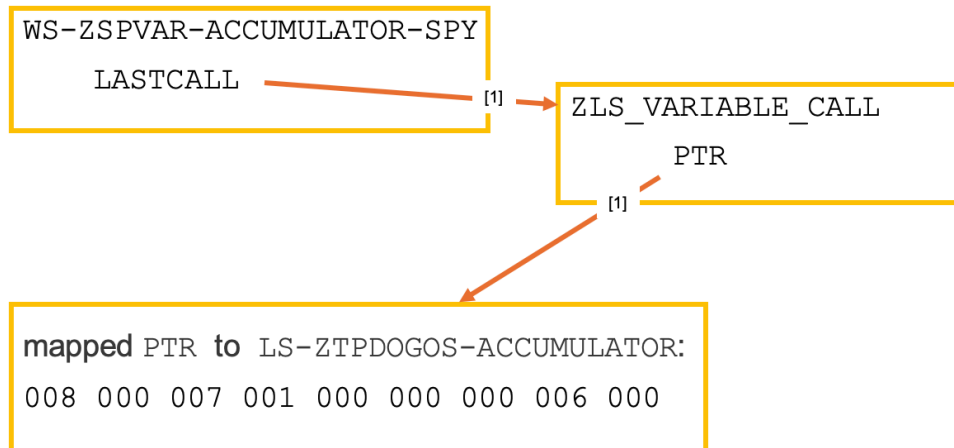 WS-ZSPVAR-ACCUMULATOR-SPY
LASTCALL
[1]
ZLS_VARIABLE_CALL
PTR
[1]
mapped PTR to LS-ZTPDOGOS-ACCUMULATOR:
008 000 007 001 000 000 000 006 000